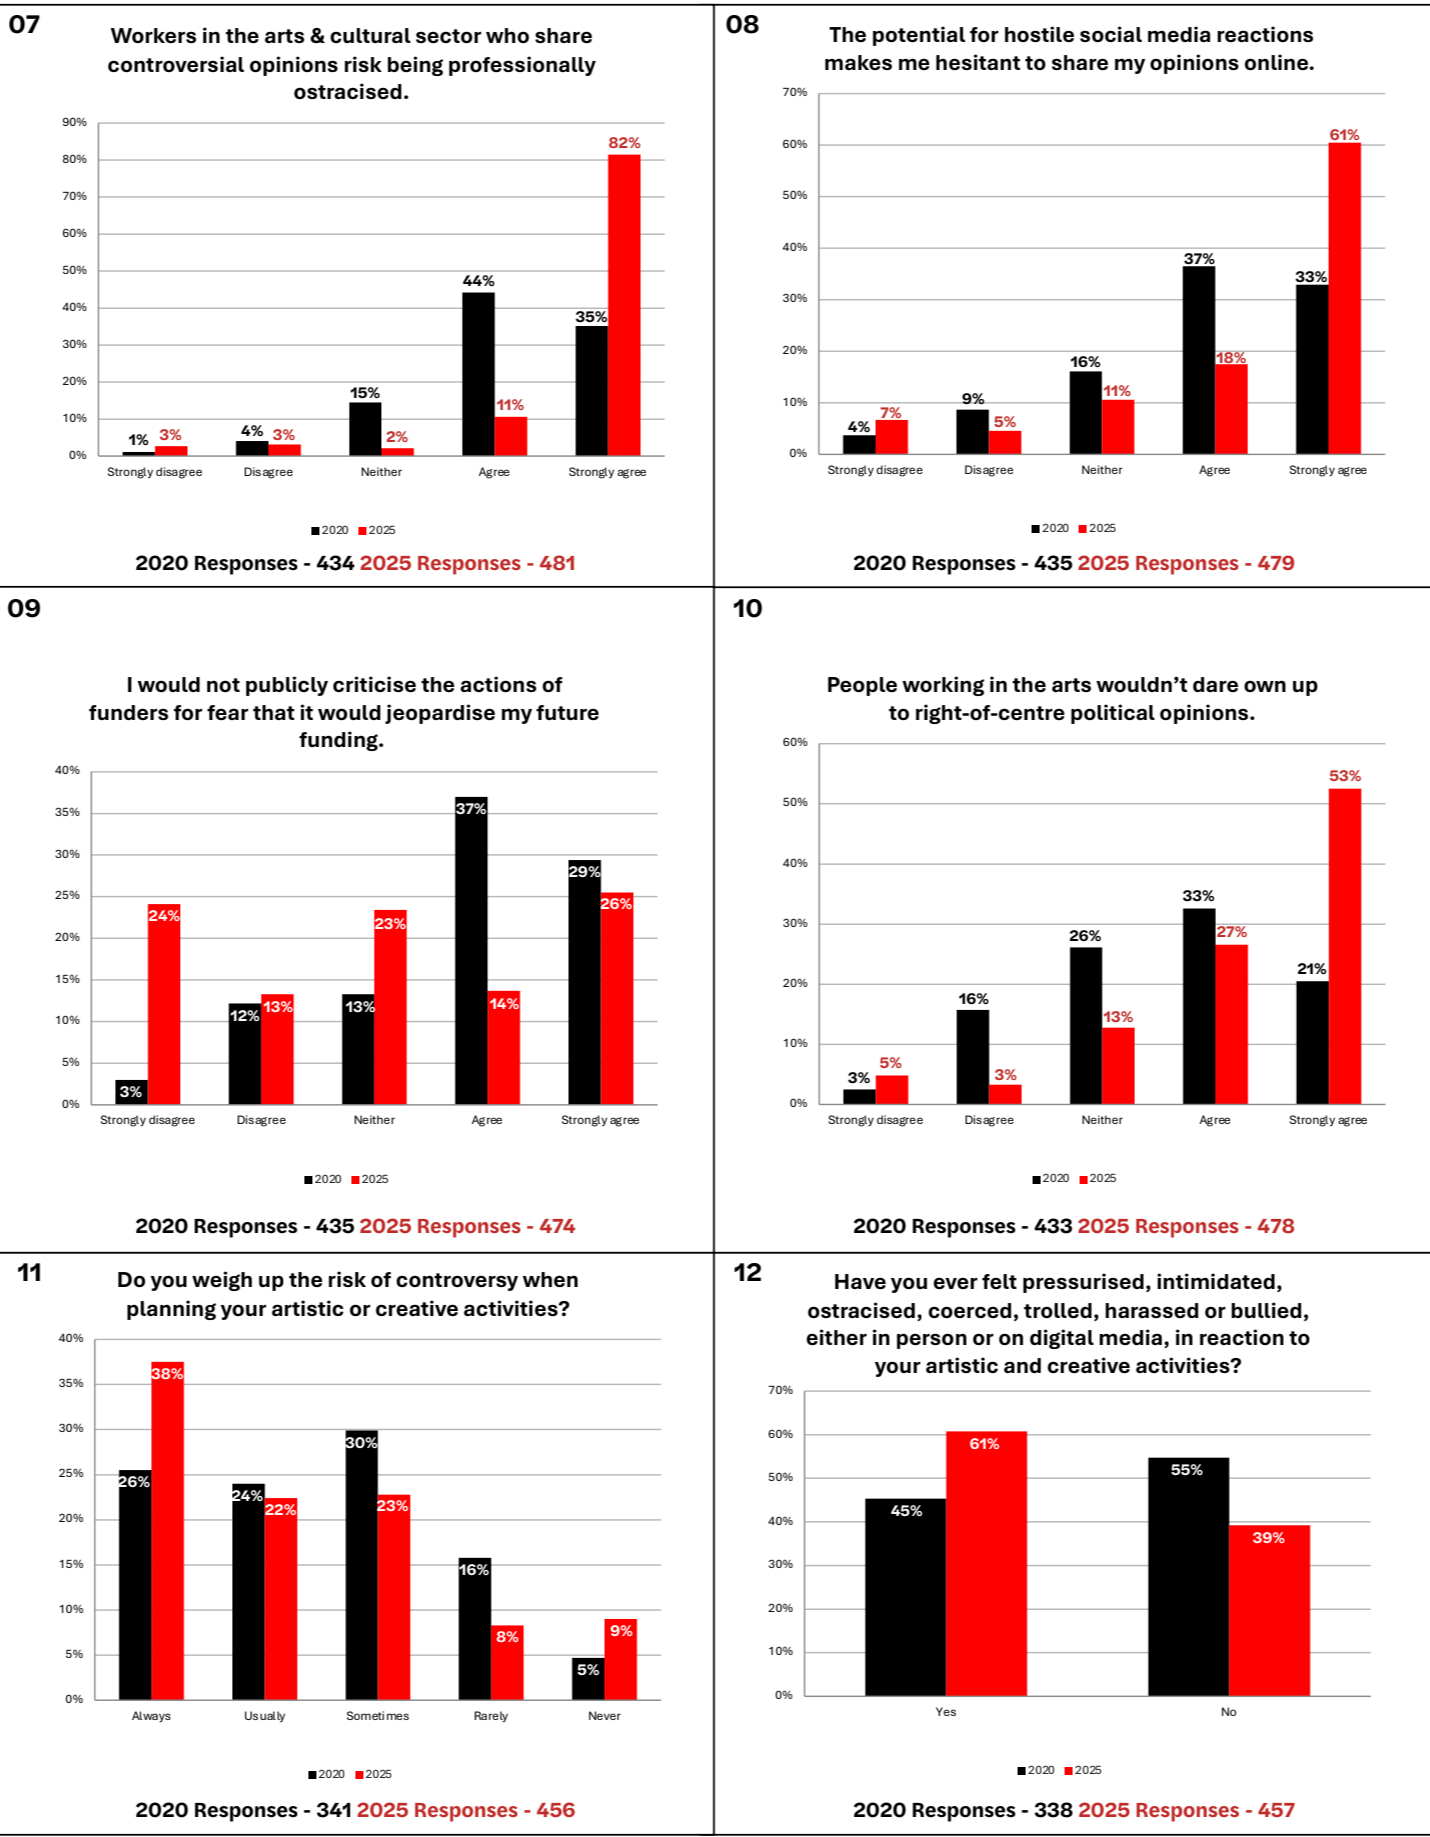 07
Workers in the arts & cultural sector who share
controversial opinions risk being professionally
ostracised.
90%
80%
70%
60%
50%
40%
30%
20%
10%
0%
1%
3%
4%
3%
15%
2%
44%
11%
35%
82%
Strongly disagree
Disagree
Neither
Agree
Strongly agree
2020 2025
2020 Responses - 434 2025 Responses - 481
08
The potential for hostile social media reactions
makes me hesitant to share my opinions online.
70%
60%
50%
40%
30%
20%
10%
0%
4%
7%
9%
5%
16%
11%
37%
18%
33%
61%
Strongly disagree
Disagree
Neither
Agree
Strongly agree
2020 2025
2020 Responses - 435 2025 Responses - 479
09
I would not publicly criticise the actions of
funders for fear that it would jeopardise my future
funding.
40%
35%
30%
25%
20%
15%
10%
5%
0%
3%
24%
12%
13%
13%
23%
37%
14%
29%
26%
Strongly disagree
Disagree
Neither
Agree
Strongly agree
2020 2025
2020 Responses - 435 2025 Responses - 474
10
People working in the arts wouldn’t dare own up
to right-of-centre political opinions.
60%
50%
40%
30%
20%
10%
0%
3%
5%
16%
3%
26%
13%
33%
27%
21%
53%
Strongly disagree
Disagree
Neither
Agree
Strongly agree
2020 2025
2020 Responses - 433 2025 Responses - 478
11
Do you weigh up the risk of controversy when
planning your artistic or creative activities?
40%
35%
30%
25%
20%
15%
10%
5%
0%
26%
38%
24%
22%
30%
23%
16%
8%
5%
9%
Always
Usually
Sometimes
Rarely
Never
2020 2025
2020 Responses - 341 2025 Responses - 456
12
Have you ever felt pressurised, intimidated,
ostracised, coerced, trolled, harassed or bullied,
either in person or on digital media, in reaction to
your artistic and creative activities?
70%
60%
50%
40%
30%
20%
10%
0%
45%
61%
55%
39%
Yes
No
2020 2025
2020 Responses - 338 2025 Responses - 457